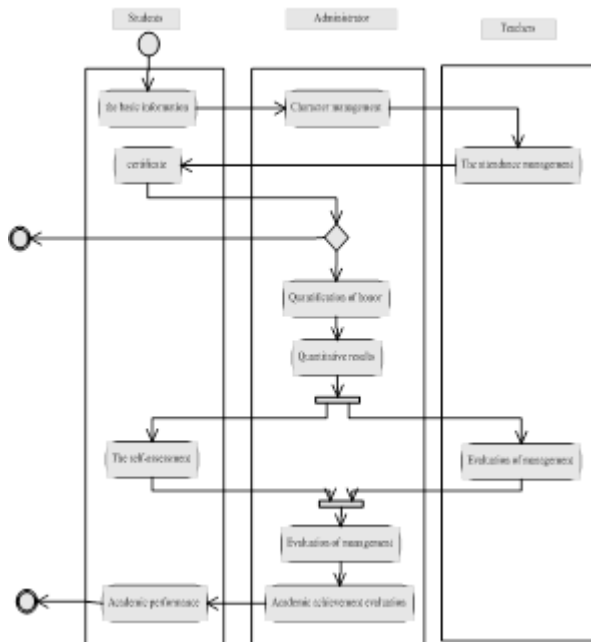 Students
Administrator
Teachers
the basic information
Character management
certificate
The attendance management
Quantification of honor
Quantitative results
The self-assessment
Evaluation of management
Evaluation of management
Academic performance
Academic achievement evaluation